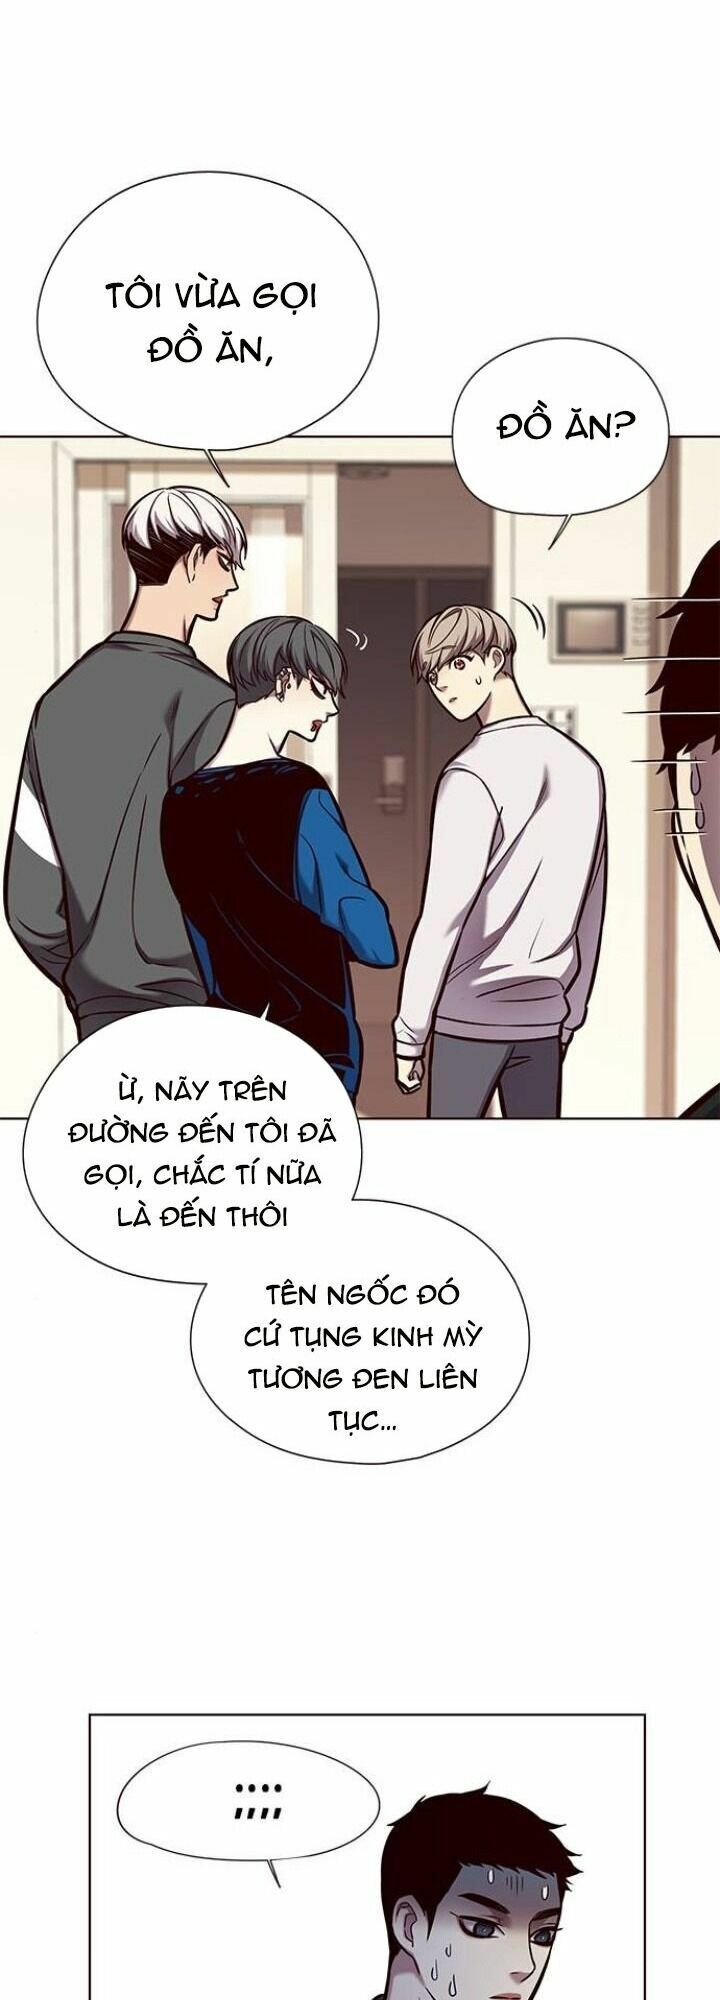 TÔI VỪA GỌI
ĐỒ ĂN,
ĐỒ ĂN?
Ừ, NÃY TRÊN
ĐƯỜNG ĐẾN TÔI ĐÃ
GỌI, CHẮC TÍ NỮA
LÀ ĐẾN THÔI
TÊN NGỐC ĐÓ
CỨ TỤNG KINH MỲ
TƯƠNG ĐEN LIÊN
TỤC...
;;;;